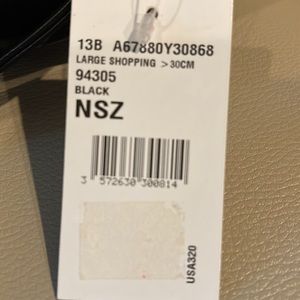 13B A67880Y30868
LARGE SHOPPING >30CM
94305
BLACK
NSZ
3 572630 300814
USA320